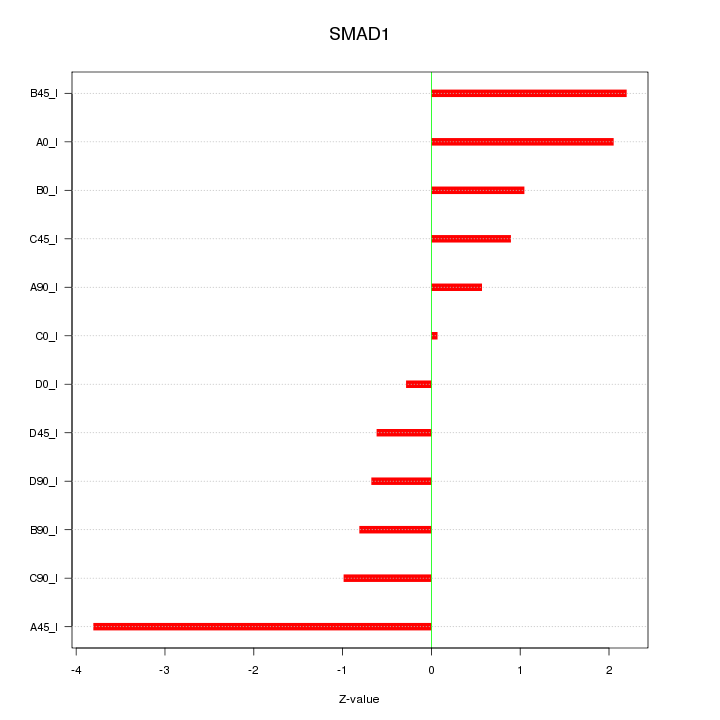 SMAD1
B45_I
A0_I
B0_I
C45_I
A90_I
C0_I
D0_I
D45_I
D90_I
B90_I
C90_I
A45_I
-4 -3 -2 -1 0 1 2
Z-value